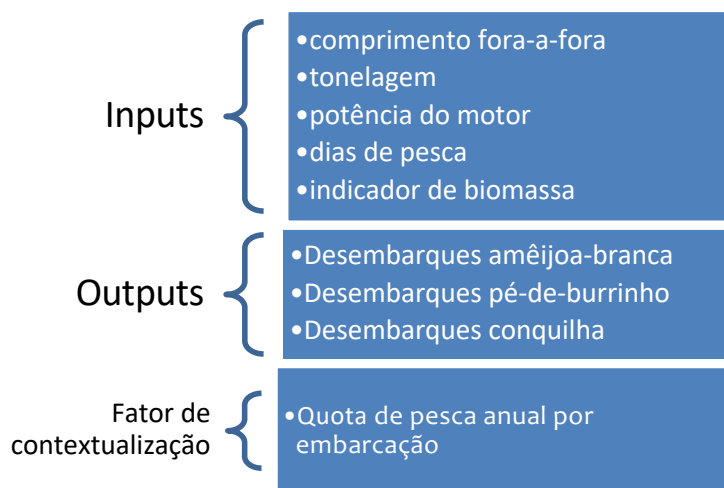 Inputs
•comprimento fora-a-fora
•tonelagem
•potência do motor
•dias de pesca
•indicador de biomassa
Outputs
•Desembarques amêijoa-branca
•Desembarques pé-de-burrinho
•Desembarques conquilha
Fator de
contextualização
•Quota de pesca anual por
embarcação